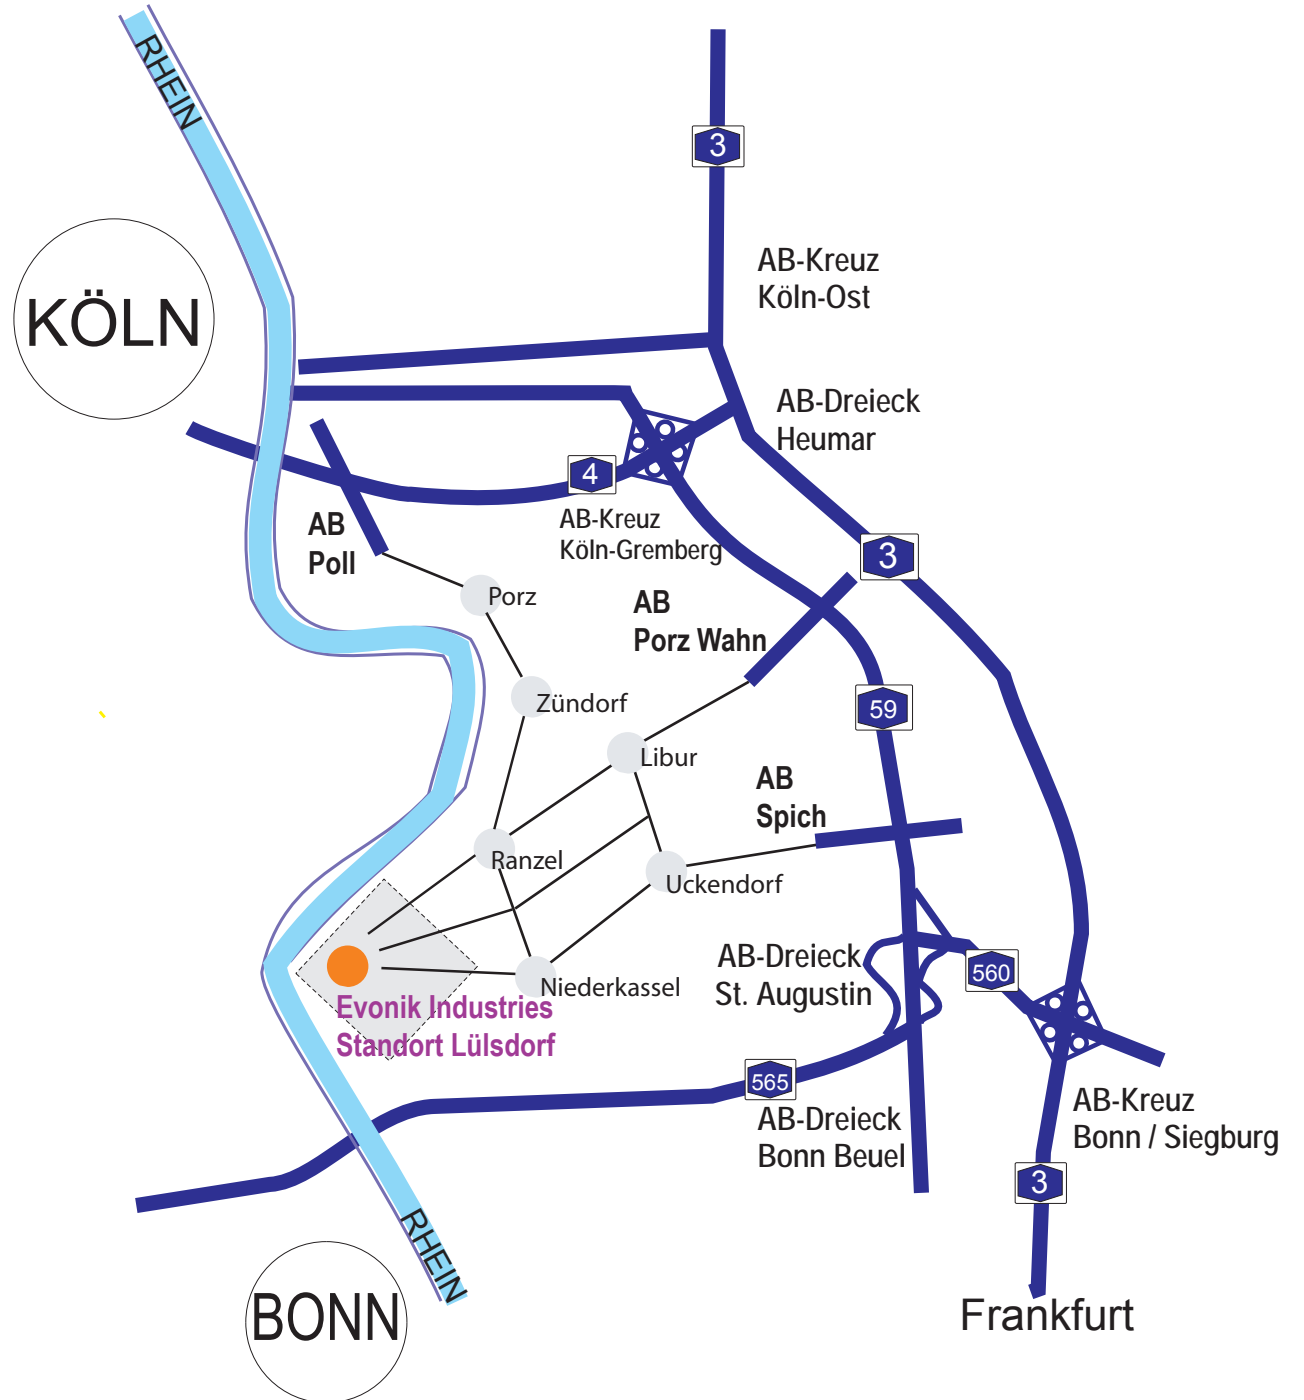 RHEIN
3
AB-Kreuz
Köln-Ost
KÖLN
AB-Dreieck
Heumar
4
AB
Poll
AB-Kreuz
Köln-Gremberg
3
Porz
AB
Porz Wahn
Zündorf
59
Libur
AB
Spich
Ranzel
Uckendorf
AB-Dreieck
St. Augustin
560
Niederkassel
Evonik Industries
Standort Lülsdorf
565
AB-Dreieck
Bonn Beuel
AB-Kreuz
Bonn / Siegburg
3
RHEIN
BONN
Frankfurt